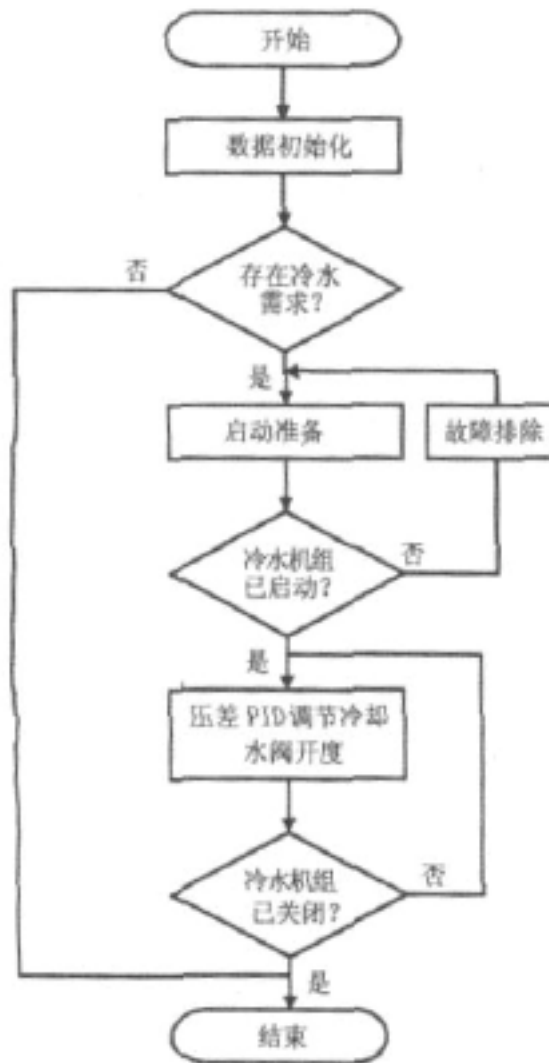 开始
数据初始化
否
存在冷水
需求?
是
启动准备
故障排除
冷水机组
已启动?
否
是
压差PID调节冷却
水阀开度
冷水机组
已关闭?
否
是
结束